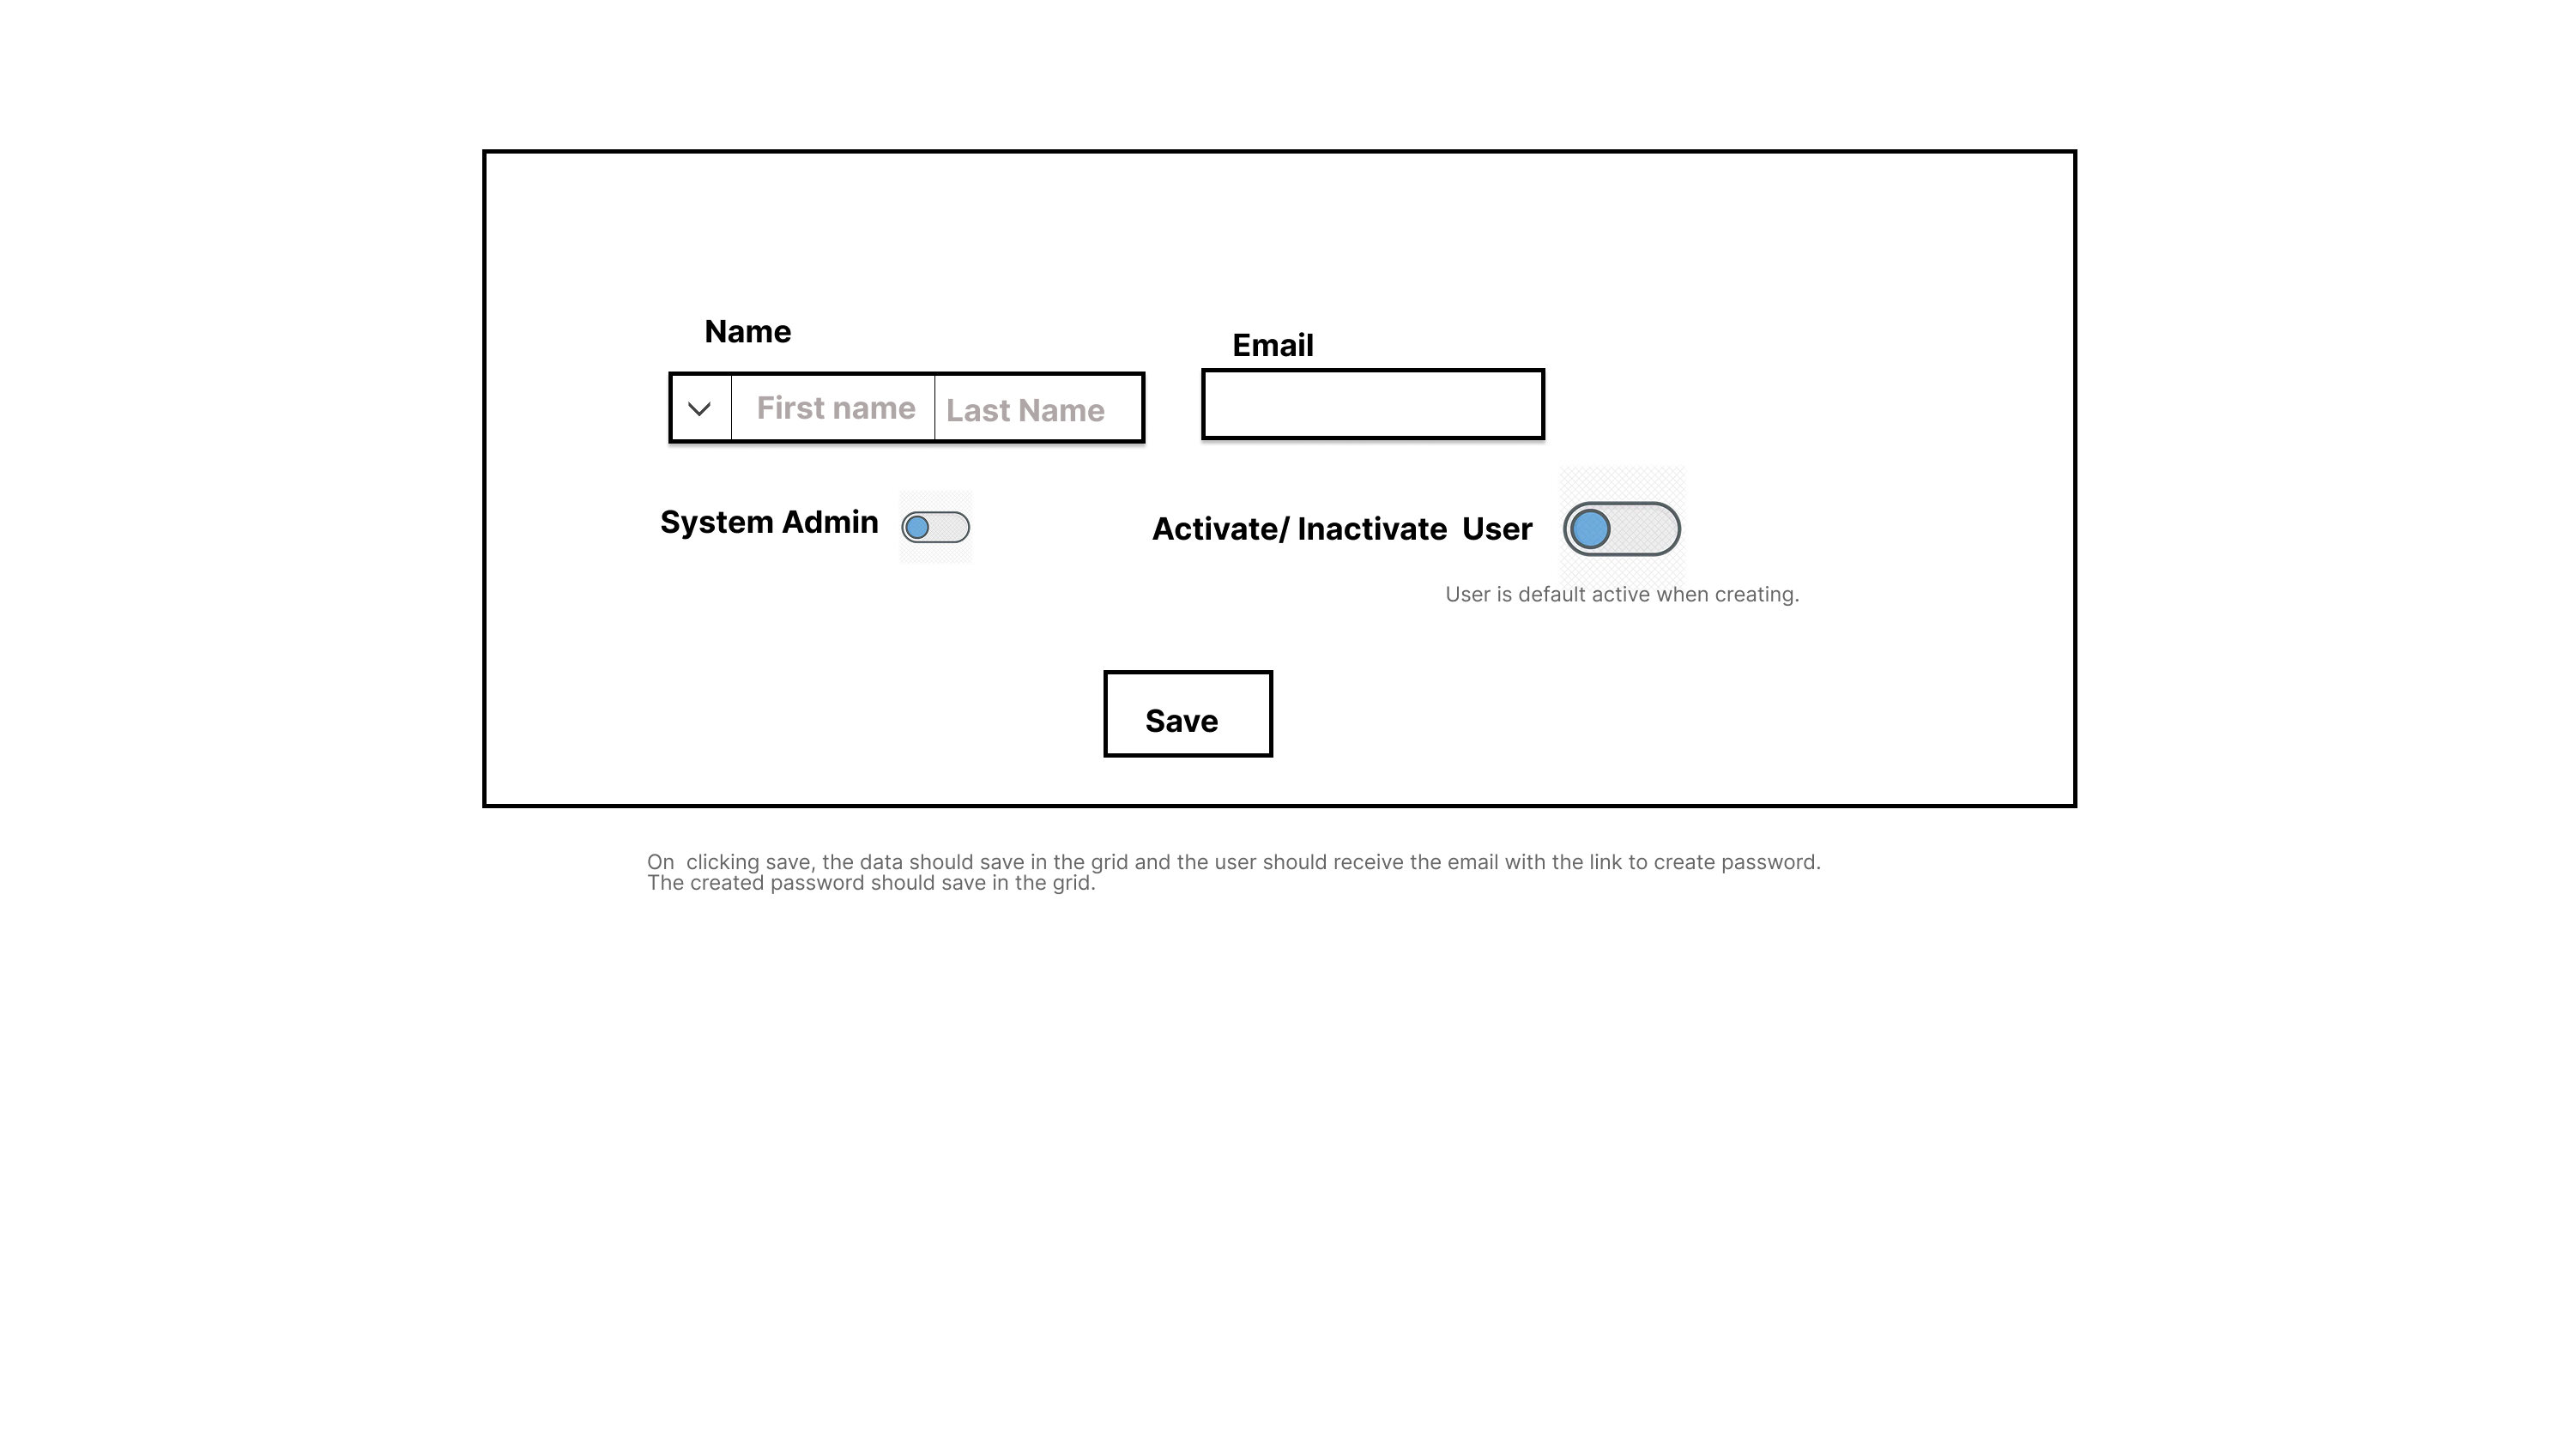 Name
Email
First name
Last Name
System Admin
Activate/ Inactivate  User
User is default active when creating.
Save
On  clicking save, the data should save in the grid and the user should receive the email with the link to create password.
The created password should save in the grid.